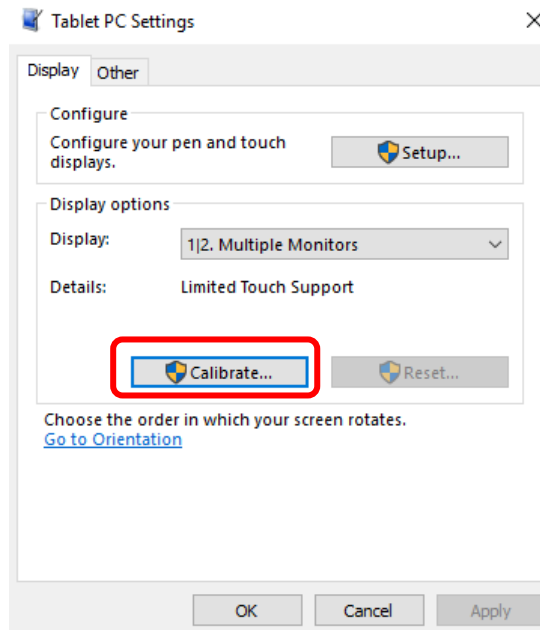 Tablet PC Settings
Display
Other
Configure
Configure your pen and touch
displays.
Setup...
Display options
Display:
1|2. Multiple Monitors
Details:
Limited Touch Support
Calibrate...
Reset...
Choose the order in which your screen rotates.
Go to Orientation
OK
Cancel
Apply